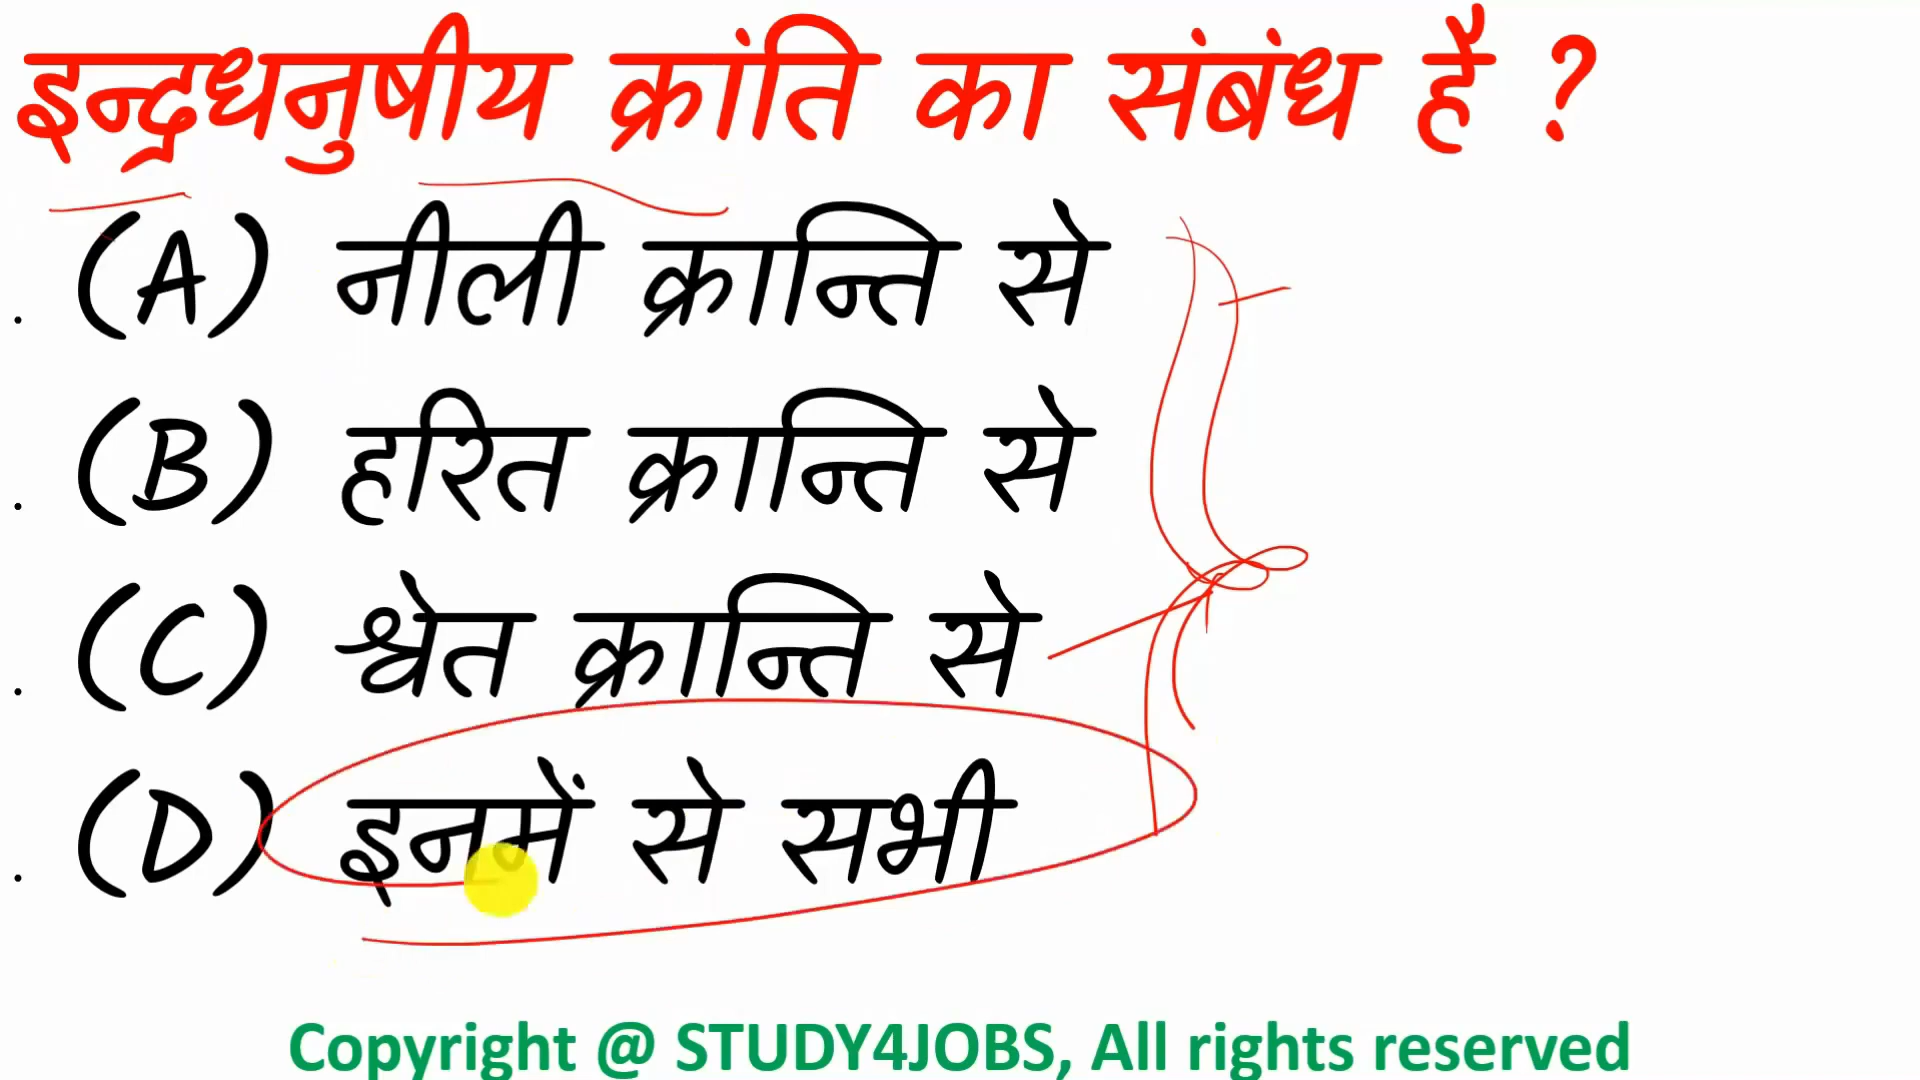 इन्द्रधनुषीय क्रांति का संबंध है ?
. (A) नीली क्रान्ति से
. (B) हरित क्रान्ति से
. (C) श्वेत क्रान्ति से
. (D) इनमें से सभी
Copyright @ STUDY4JOBS, All rights reserved